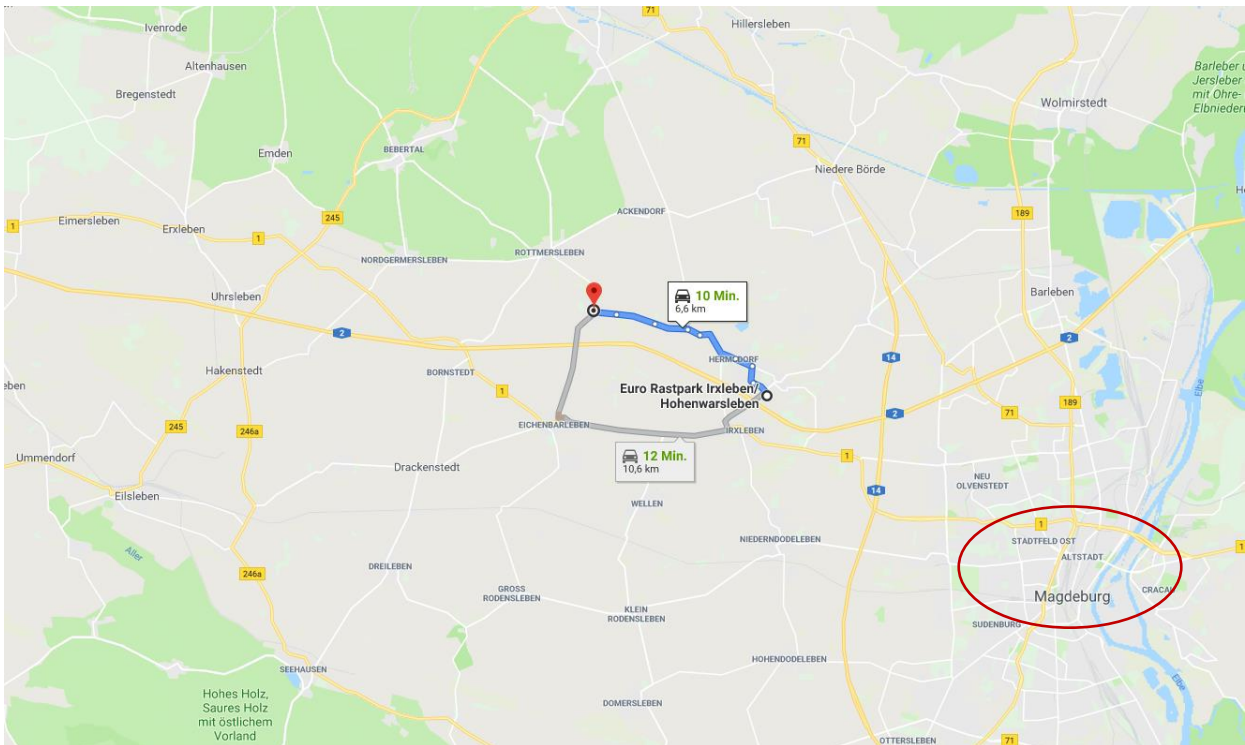 71
Hillersleben
Ivenrode
Altenhausen
Bregenstedt
Barleber
Jersleber
mit Ohre-
Elbnieder
Wolmirstedt
71
Emden
BEBERTAL
Niedere Börde
ACKENDORF
245
189
1
Eimersleben
Erxleben
1
NORDGERMERSLEBEN
ROTTMERSLEBEN
Uhrsleben
10 Min.
6,6 km
Barleben
2
2
14
HERMSDORF
Hakenstedt
BORNSTEDT
Euro Rastpark Irxleben/
Hohenwarsleben
1
189
2
71
245
246a
EICHENBARLEBEN
IRXLEBEN
12 Min.
10,6 km
1
Ummendorf
Drackenstedt
NEU
OLVENSTEDT
Eilsleben
14
WELLEN
1
STADTFELD OST
NIEDERNDODELEBEN
ALTSTADT
1
Aller
DREILEBEN
246a
GROSS
RODENSLEBEN
CRACAU
Magdeburg
KLEIN
RODENSLEBEN
SUDENBURG
HOHENDODELEBEN
SEEHAUSEN
Elbe
Elbe
Hohes Holz,
Saures Holz
mit östlichem
Vorland
DOMERSLEBEN
OTTERSLEBEN
71